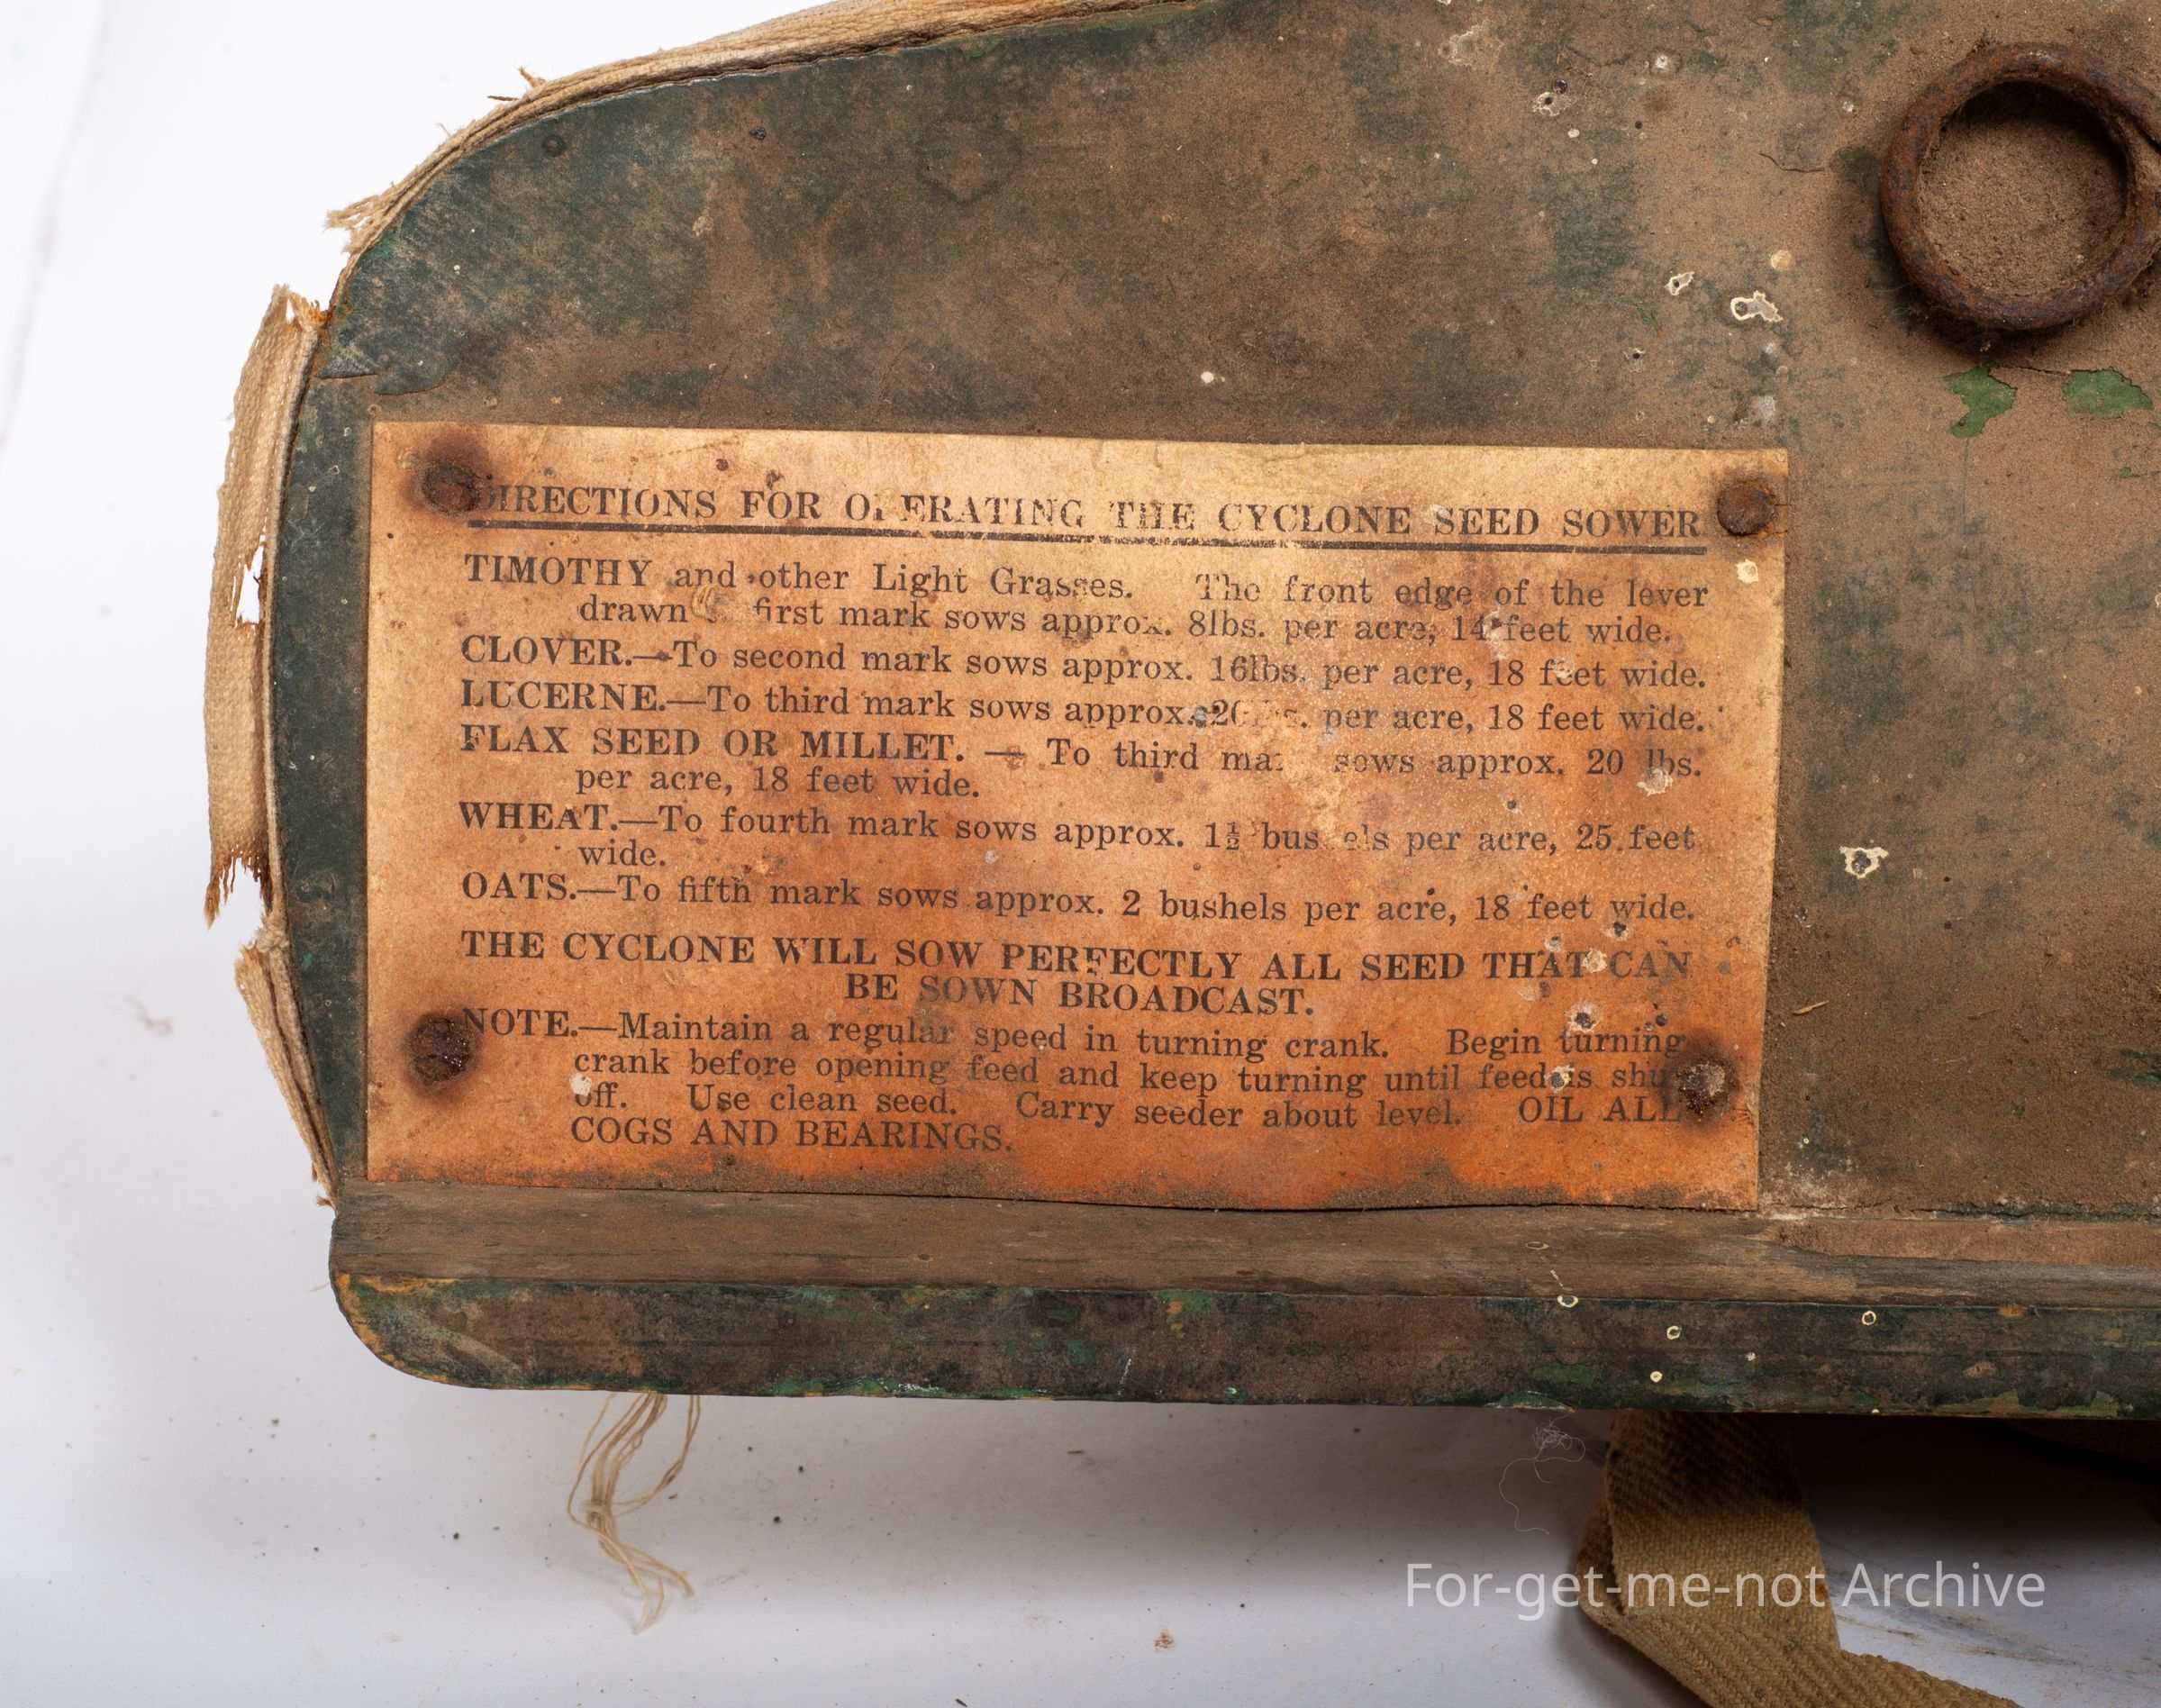 DIRECTIONS FOR OPERATING THE CYCLONE SEED SOWER
TIMOTHY and other Light Grasses. The front edge of the lever
drawn first mark sows approx. 8lbs. per acre, 14 feet wide.
CLOVER.—To second mark sows approx. 16lbs. per acre, 18 feet wide.
LUCERNE.—To third mark sows approx. per acre, 18 feet wide.
FLAX SEED OR MILLET. — To third mark sows approx. 20 lbs.
per acre, 18 feet wide.
WHEAT.—To fourth mark sows approx. 1½ bushels per acre, 25 feet
wide.
OATS.—To fifth mark sows approx. 2 bushels per acre, 18 feet wide.
THE CYCLONE WILL SOW PERFECTLY ALL SEED THAT CAN
BE SOWN BROADCAST.
NOTE.—Maintain a regular speed in turning crank. Begin turning
crank before opening feed and keep turning until feed is shut
off. Use clean seed. Carry seeder about level. OIL ALL
COGS AND BEARINGS.
For-get-me-not Archive